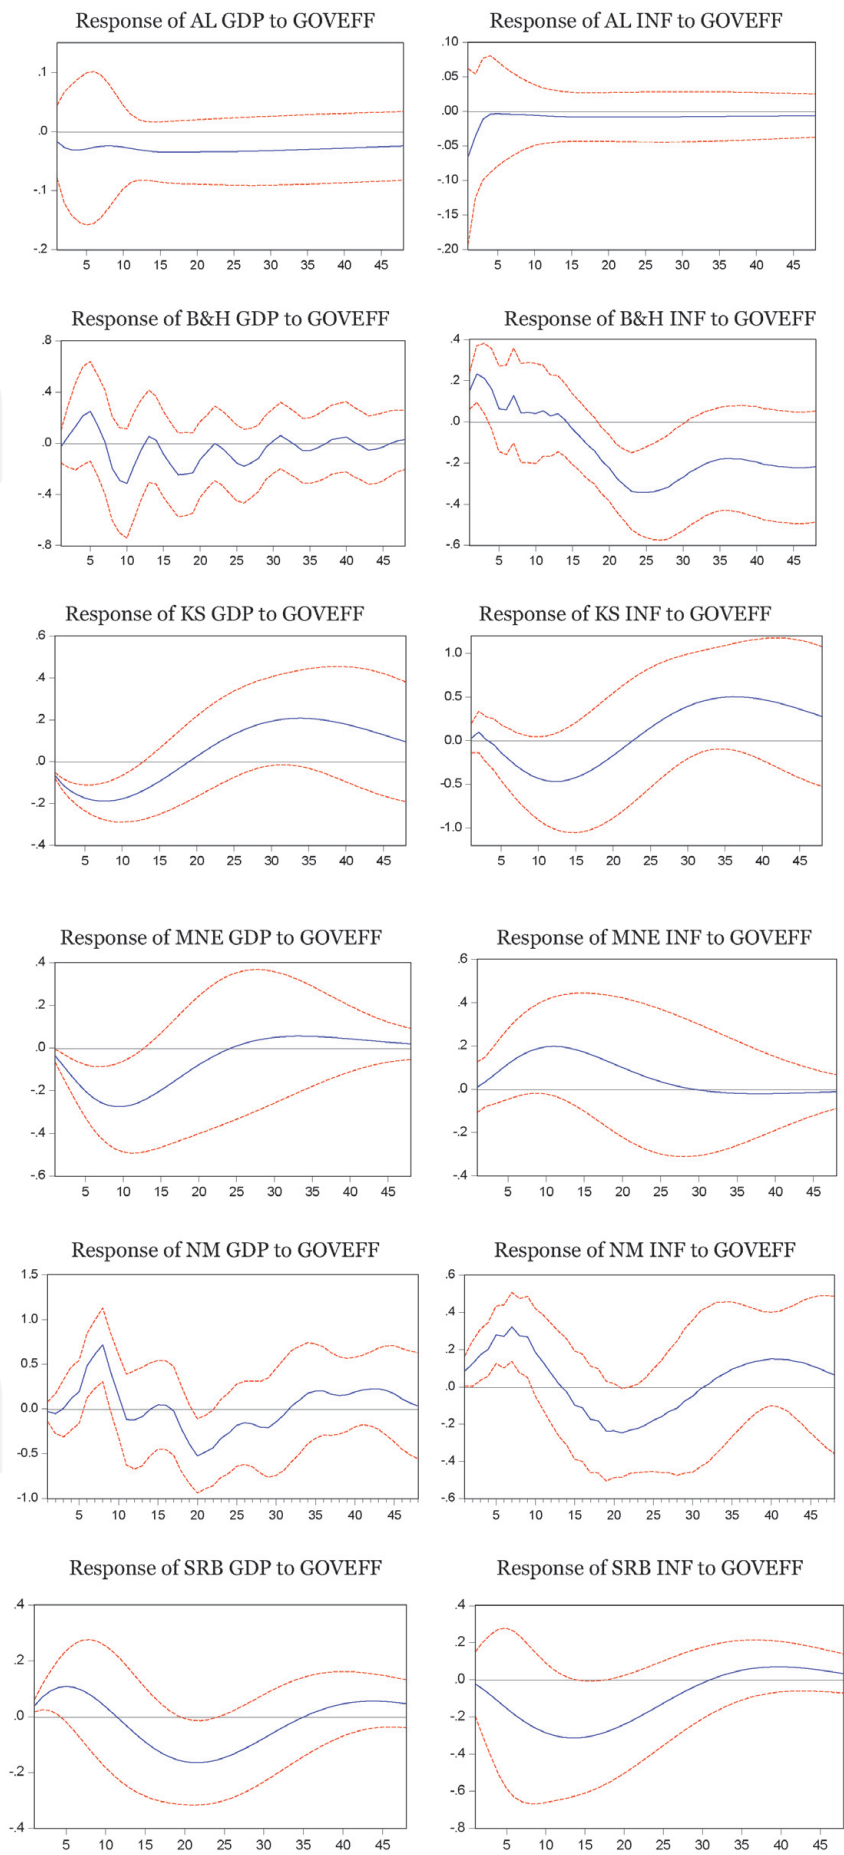 Response of AL GDP to GOVEFF
.1
.0
-.1
-.2
5 10 15 20 25 30 35 40 45
Response of AL INF to GOVEFF
.10
.05
.00
-.05
-.10
-.15
-.20
5 10 15 20 25 30 35 40 45
Response of B&H GDP to GOVEFF
.8
.4
.0
-.4
-.8
5 10 15 20 25 30 35 40 45
Response of B&H INF to GOVEFF
.4
.2
.0
-.2
-.4
-.6
5 10 15 20 25 30 35 40 45
Response of KS GDP to GOVEFF
.6
.4
.2
.0
-.2
-.4
5 10 15 20 25 30 35 40 45
Response of KS INF to GOVEFF
1.0
0.5
0.0
-0.5
-1.0
5 10 15 20 25 30 35 40 45
Response of MNE GDP to GOVEFF
.4
.2
.0
-.2
-.4
-.6
5 10 15 20 25 30 35 40 45
Response of MNE INF to GOVEFF
.6
.4
.2
.0
-.2
-.4
5 10 15 20 25 30 35 40 45
Response of NM GDP to GOVEFF
1.5
1.0
0.5
0.0
-0.5
-1.0
5 10 15 20 25 30 35 40 45
Response of NM INF to GOVEFF
.6
.4
.2
.0
-.2
-.4
-.6
5 10 15 20 25 30 35 40 45
Response of SRB GDP to GOVEFF
.4
.2
.0
-.2
-.4
5 10 15 20 25 30 35 40 45
Response of SRB INF to GOVEFF
.4
.2
.0
-.2
-.4
-.6
-.8
5 10 15 20 25 30 35 40 45